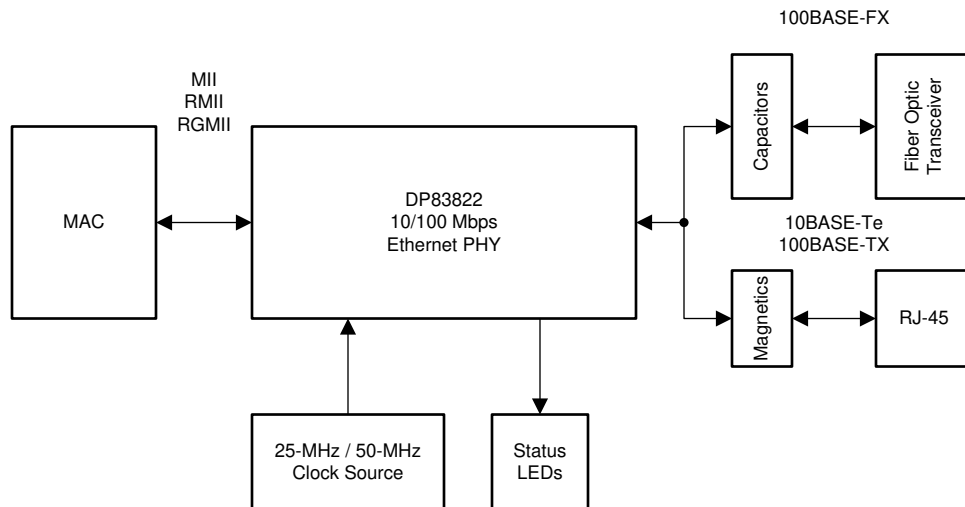 100BASE-FX
MII
RMII
RGMII
Capacitors
Fiber Optic
Transceiver
MAC
DP83822
10/100 Mbps
Ethernet PHY
10BASE-Te
100BASE-TX
Magnetics
RJ-45
25-MHz / 50-MHz
Clock Source
Status
LEDs